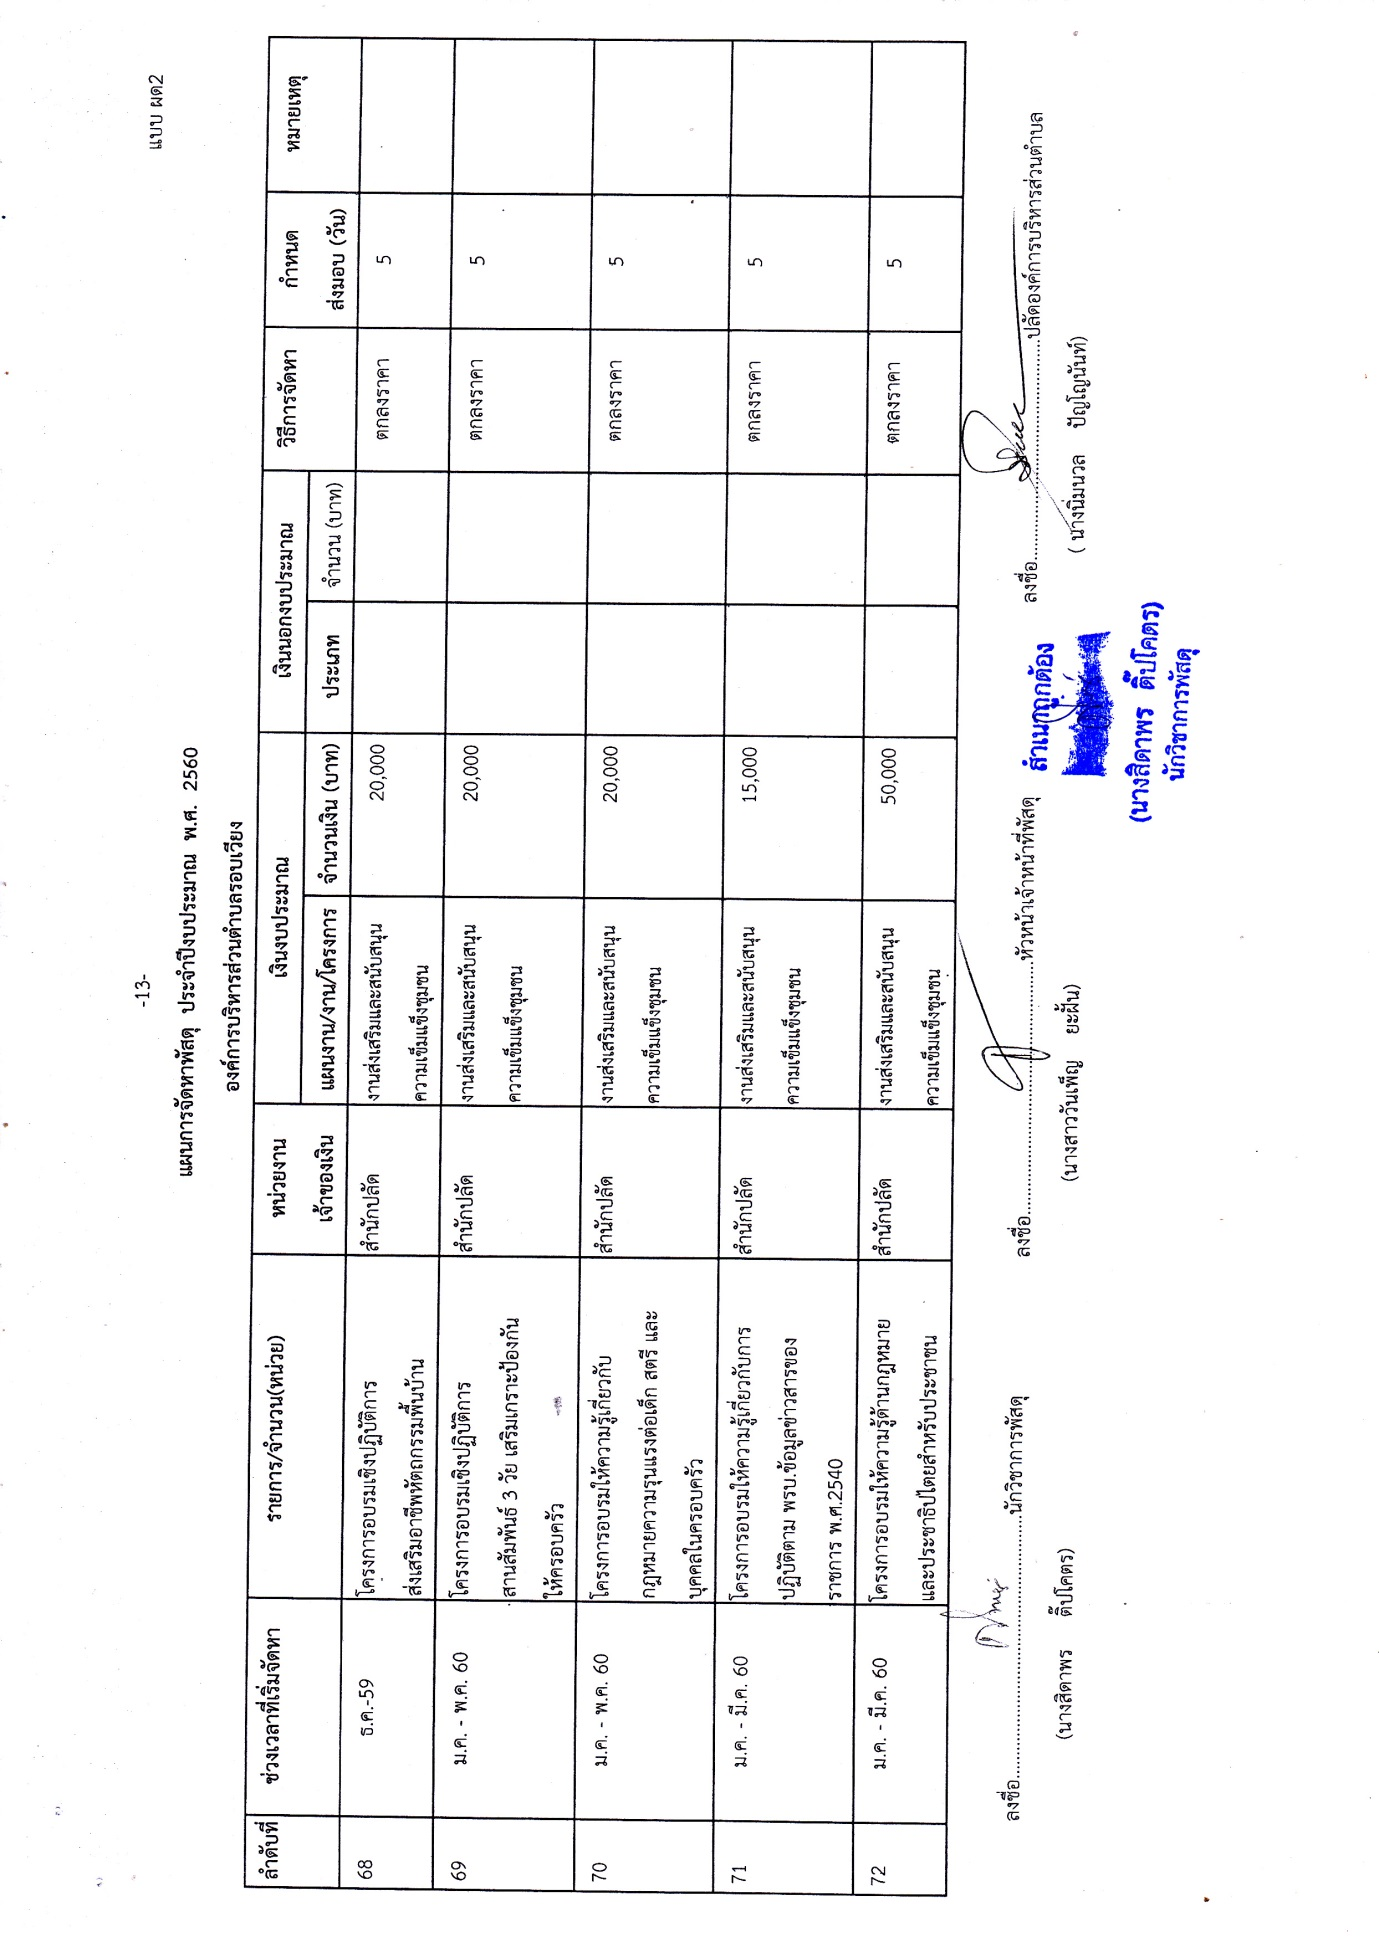 -13-
แบบ ผด2
แผนการจัดหาพัสดุ ประจำปีงบประมาณ พ.ศ. 2560
องค์การบริหารส่วนตำบลรอบเวียง
ลำดับที่ ช่วงเวลาที่เริ่มจัดหา รายการ/จำนวน(หน่วย) หน่วยงาน เงินงบประมาณ เงินนอกงบประมาณ วิธีการจัดหา กำหนด หมายเหตุ
เจ้าของเงิน แผนงาน/งาน/โครงการ จำนวนเงิน (บาท) ประเภท จำนวน (บาท) ส่งมอบ (วัน)
68 ธ.ค.-59 โครงการอบรมเชิงปฏิบัติการ สำนักปลัด งานส่งเสริมและสนับสนุน 20,000 ตกลงราคา 5
ส่งเสริมอาชีพหัตถกรรมพื้นบ้าน ความเข็มแข็งชุมชน
69 ม.ค. - พ.ค. 60 โครงการอบรมเชิงปฏิบัติการ สำนักปลัด งานส่งเสริมและสนับสนุน 20,000 ตกลงราคา 5
สานสัมพันธ์ 3 วัย เสริมเกราะป้องกัน ความเข็มแข็งชุมชน
ให้ครอบครัว
70 ม.ค. - พ.ค. 60 โครงการอบรมให้ความรู้เกี่ยวกับ สำนักปลัด งานส่งเสริมและสนับสนุน 20,000 ตกลงราคา 5
กฎหมายความรุนแรงต่อเด็ก สตรี และ ความเข็มแข็งชุมชน
บุคคลในครอบครัว
71 ม.ค. - มี.ค. 60 โครงการอบรมให้ความรู้เกี่ยวกับการ สำนักปลัด งานส่งเสริมและสนับสนุน 15,000 ตกลงราคา 5
ปฏิบัติตาม พรบ.ข้อมูลข่าวสารของ ความเข็มแข็งชุมชน
ราชการ พ.ศ.2540
72 ม.ค. - มี.ค. 60 โครงการอบรมให้ความรู้ด้านกฎหมาย สำนักปลัด งานส่งเสริมและสนับสนุน 50,000 ตกลงราคา 5
และประชาธิปไตยสำหรับประชาชน ความเข็มแข็งชุมชน
ลงชื่อ..............................นักวิชาการพัสดุ ลงชื่อ..............................หัวหน้าเจ้าหน้าที่พัสดุ ลงชื่อ..............................ปลัดองค์การบริหารส่วนตำบล
(นางสิดาพร ติ๊ปโคตร) (นางสาววันเพ็ญ ยะฝั้น) ( นางนิ่มนวล ปัญโญนันท์)
สำเนาถูกต้อง
(นางสิดาพร ติ๊ปโคตร)
นักวิชาการพัสดุ